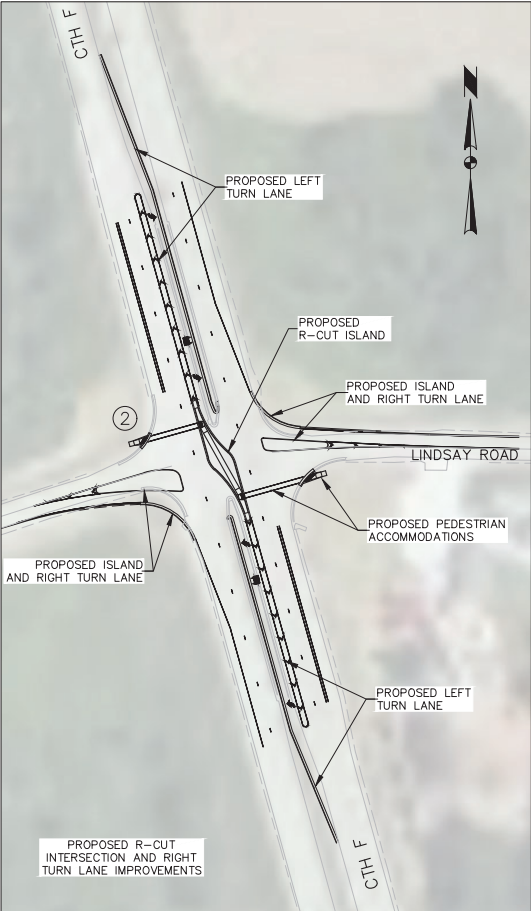 CTH F
N
PROPOSED LEFT
TURN LANE
PROPOSED
R-CUT ISLAND
PROPOSED ISLAND
AND RIGHT TURN LANE
2
LINDSAY ROAD
PROPOSED PEDESTRIAN
ACCOMMODATIONS
PROPOSED ISLAND
AND RIGHT TURN LANE
PROPOSED LEFT
TURN LANE
PROPOSED R-CUT
INTERSECTION AND RIGHT
TURN LANE IMPROVEMENTS
CTH F